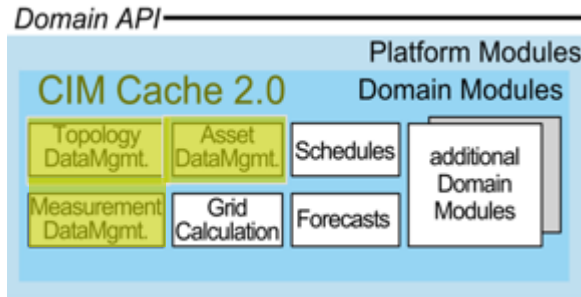 Domain API
Platform Modules
CIM Cache 2.0
Domain Modules
Topology
DataMgmt.
Asset
DataMgmt.
Schedules
additional
Domain
Modules
Measurement
DataMgmt.
Grid
Calculation
Forecasts